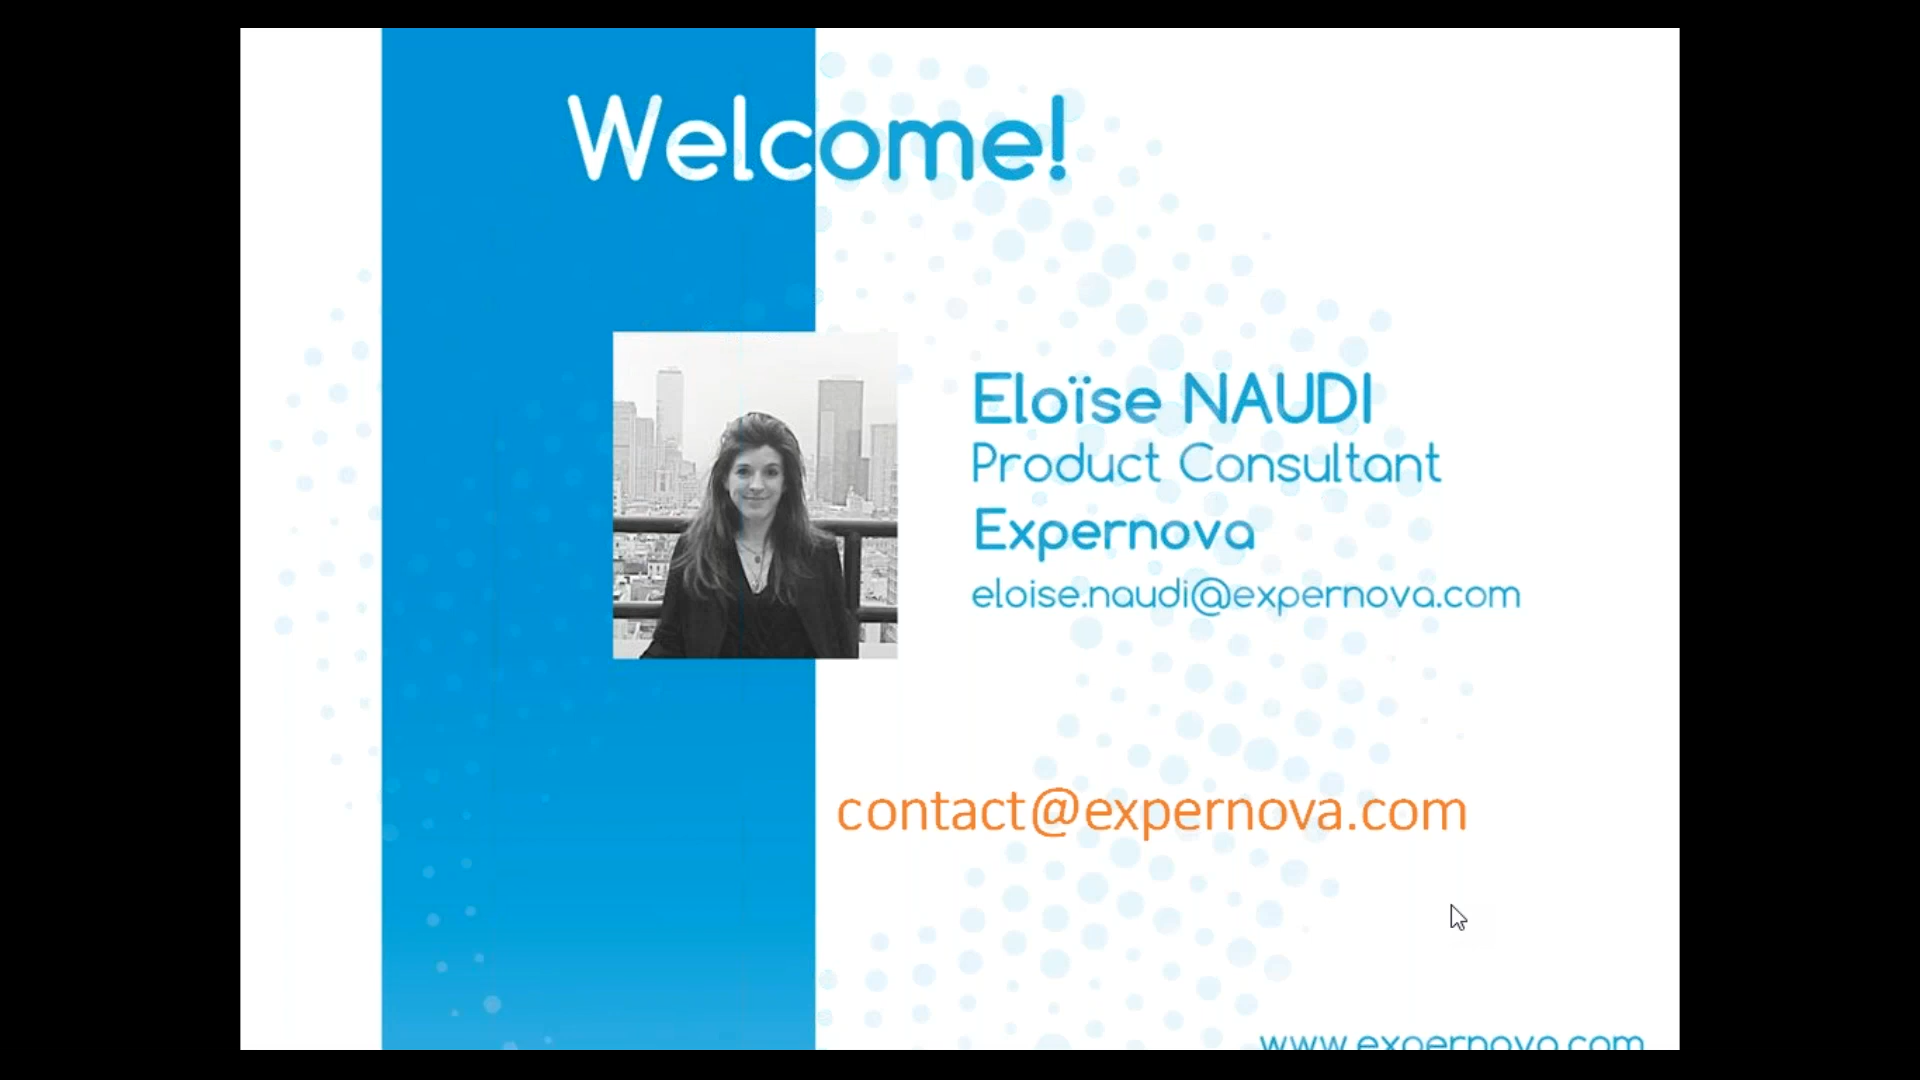 Welcome!
Eloïse NAUDI
Product Consultant
Expernova
eloise.naudi@expernova.com
contact@expernova.com
www.expernova.com